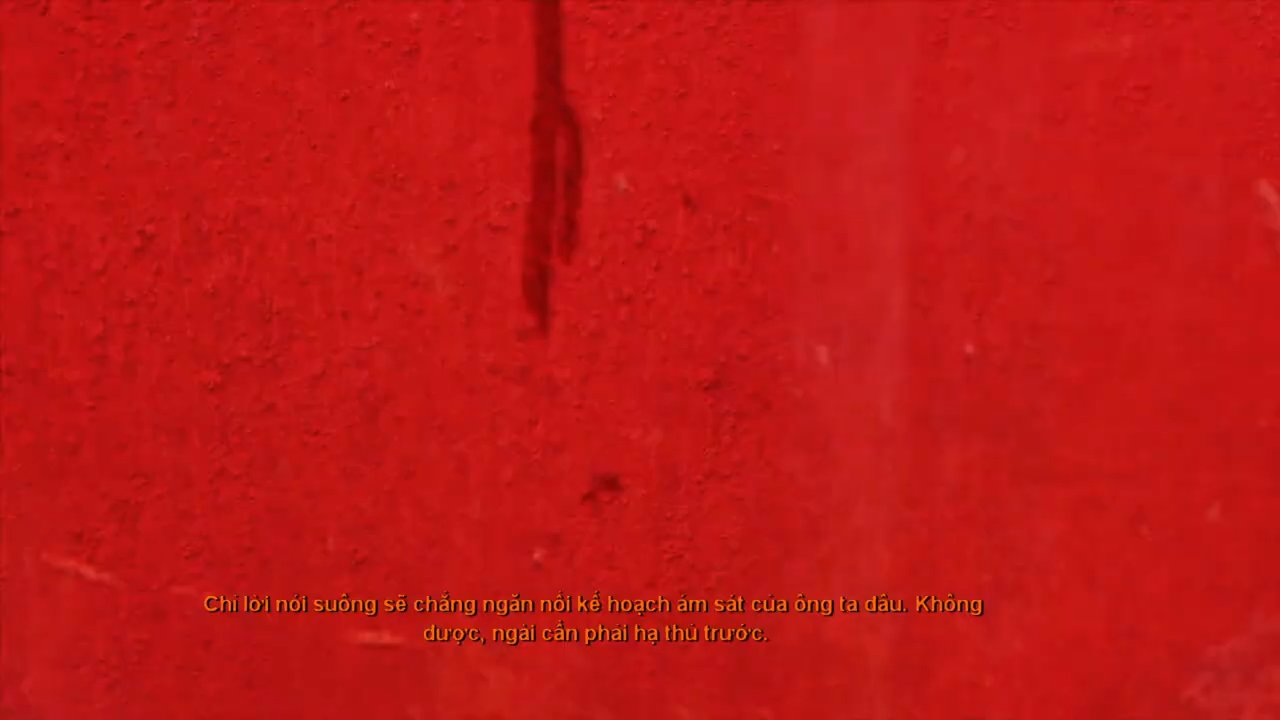 Chỉ lời nói suông sẽ chẳng ngăn nổi kế hoạch ám sát của ông ta đâu. Không
được, ngài cần phải hạ thủ trước.